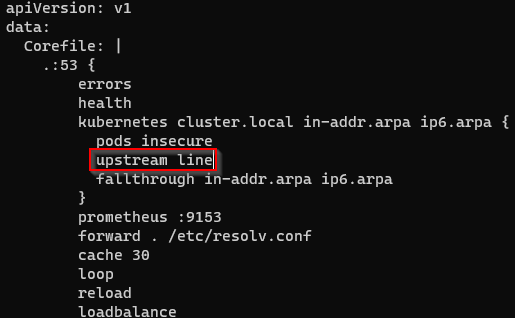 apiVersion: v1
data:
  Corefile: |
    .:53 {
        errors
        health
        kubernetes cluster.local in-addr.arpa ip6.arpa {
          pods insecure
          upstream line
          fallthrough in-addr.arpa ip6.arpa
        }
        prometheus :9153
        forward . /etc/resolv.conf
        cache 30
        loop
        reload
        loadbalance